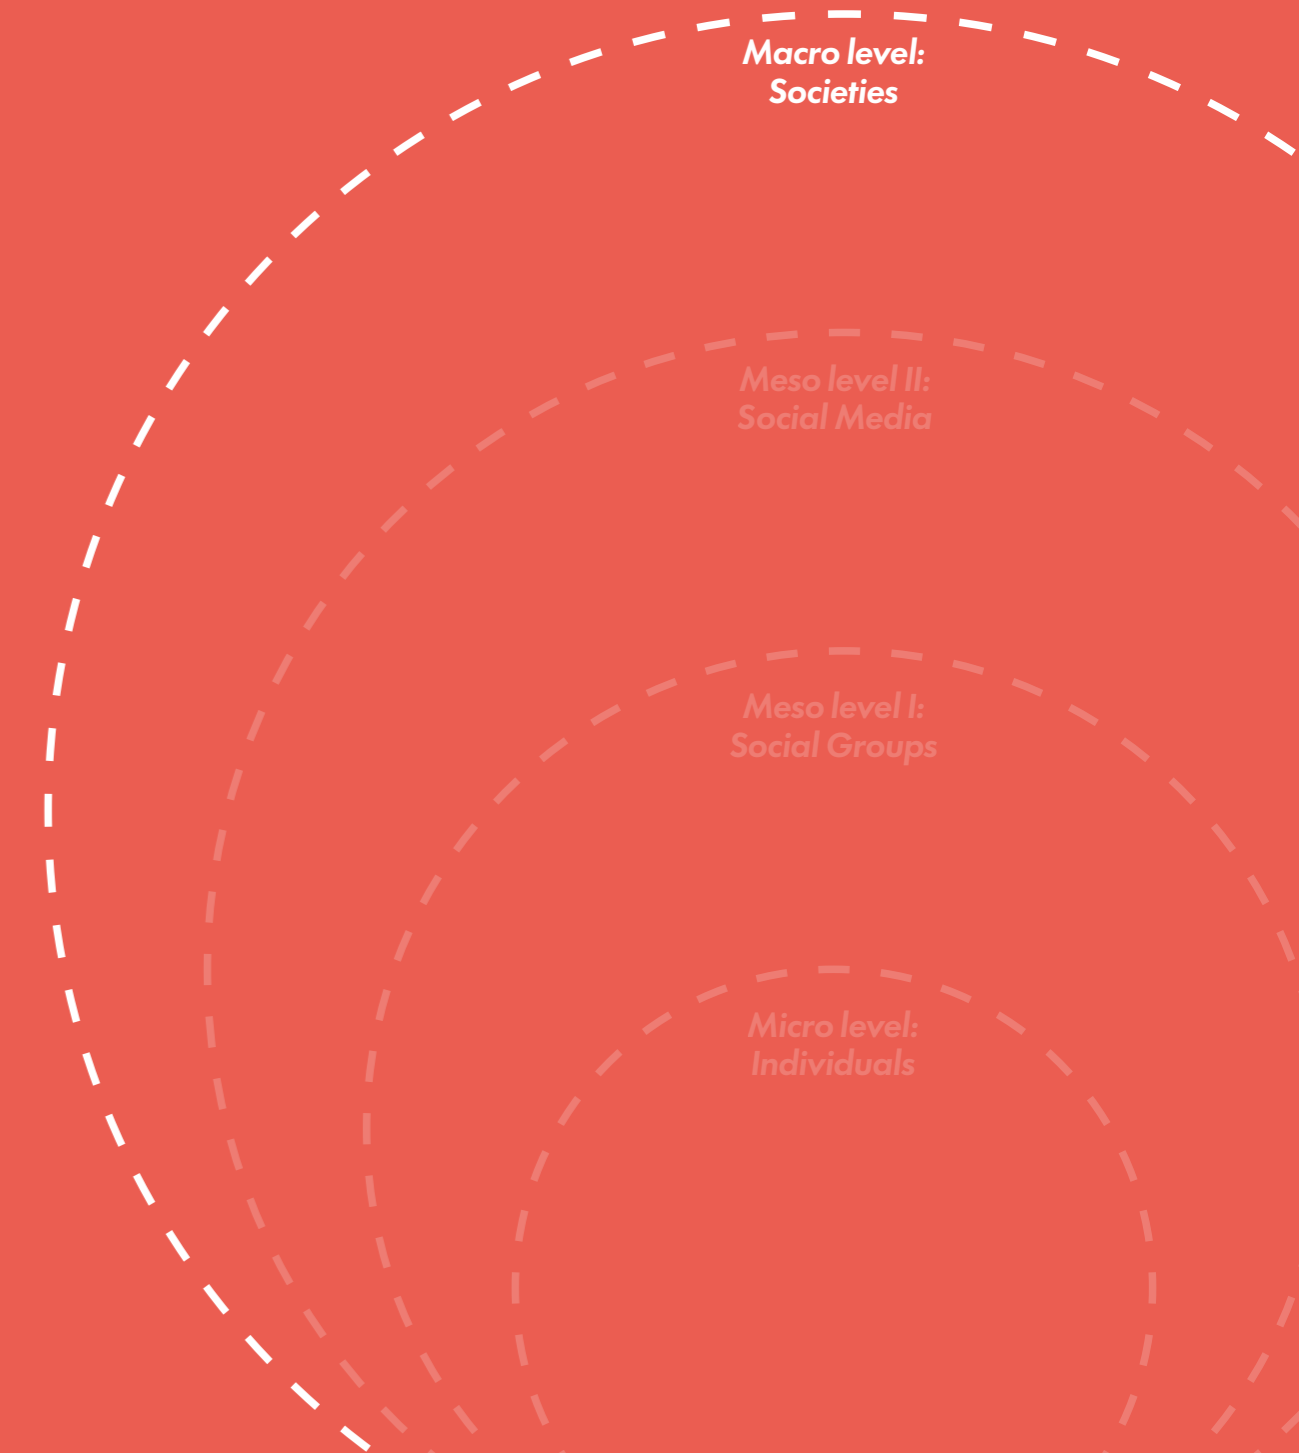 Macro level:
Societies
Meso level II:
Social Media
Meso level I:
Social Groups
Micro level:
Individuals